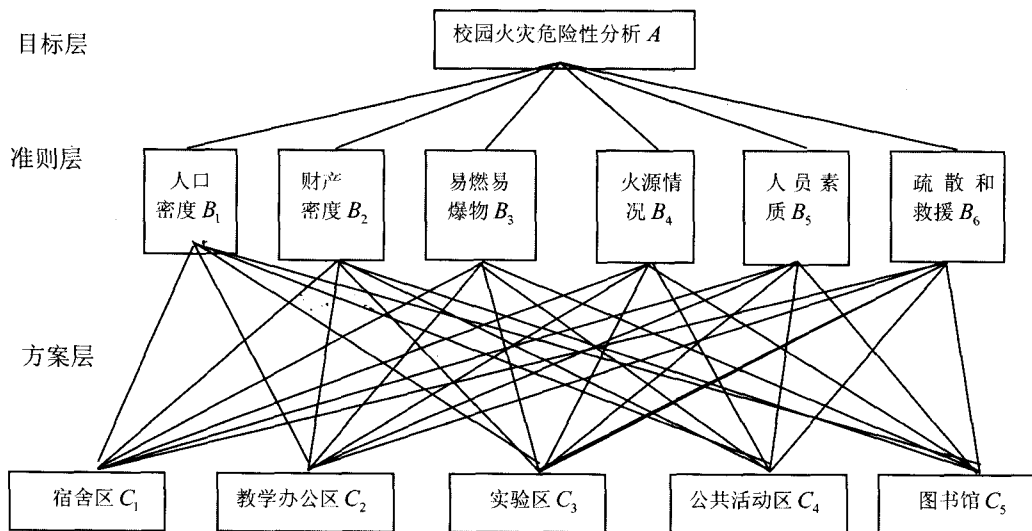 校园火灾危险性分析 A
目标层
准则层
人口
密度 B₁
财产
密度 B₂
易燃易
爆物 B₃
火源情
况 B₄
人员素
质 B₅
疏散和
救援 B₆
方案层
宿舍区 C₁
教学办公区 C₂
实验区 C₃
公共活动区 C₄
图书馆 C₅